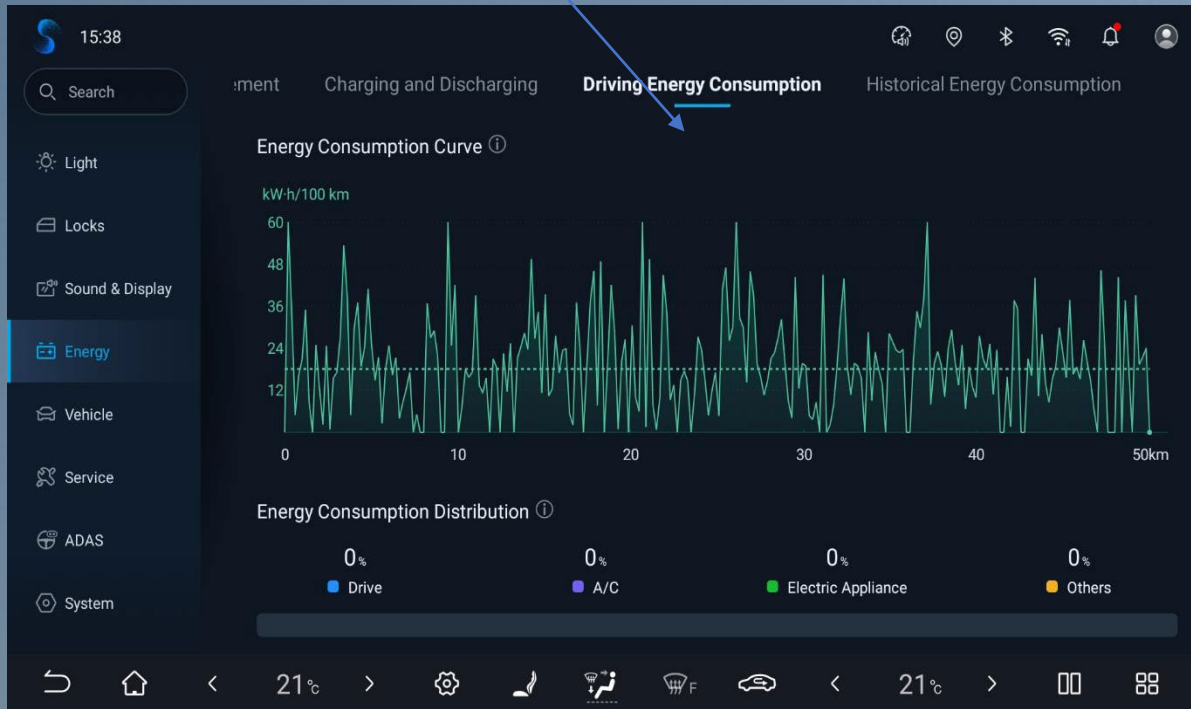 15:38
Search
ement
Charging and Discharging
Driving Energy Consumption
Historical Energy Consumption
Light
Locks
Sound & Display
Energy
Vehicle
Service
ADAS
System
Energy Consumption Curve
kW·h/100 km
60
48
36
24
12
0
10
20
30
40
50km
Energy Consumption Distribution
0%
0%
0%
0%
Drive
A/C
Electric Appliance
Others
21°c
F
21°c